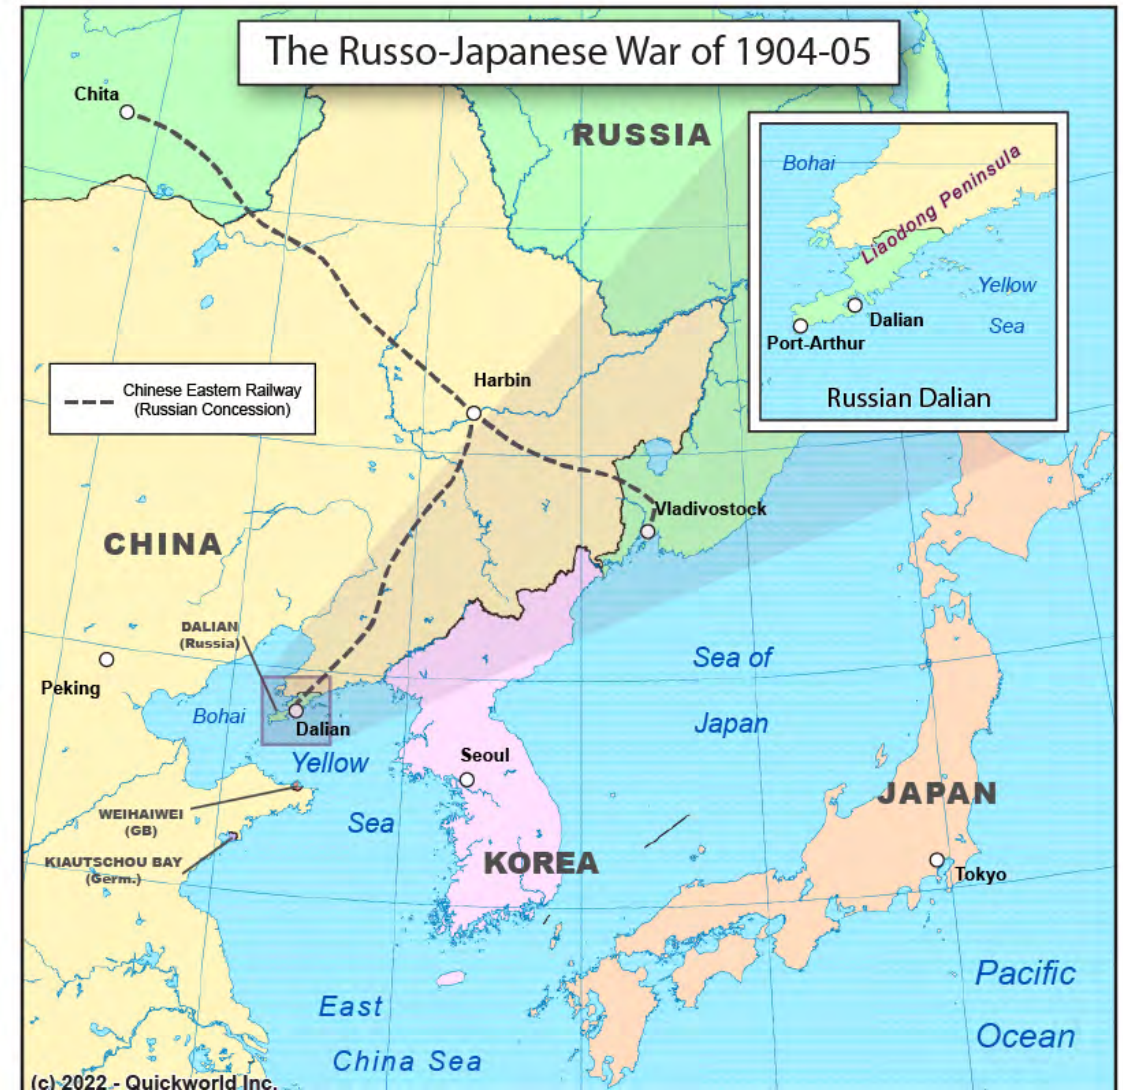 The Russo-Japanese War of 1904-05
Chita
RUSSIA
Bohai
Liaodong Peninsula
Yellow
Sea
Dalian
Port-Arthur
Russian Dalian
Harbin
Chinese Eastern Railway
(Russian Concession)
Vladivostock
CHINA
DALIAN
(Russia)
Peking
Bohai
Dalian
Sea of
Japan
Yellow
Sea
Seoul
WEIHAIWEI
(GB)
KIAUTSCHOU BAY
(Germ.)
KOREA
JAPAN
Tokyo
Pacific
Ocean
East
China Sea
(c) 2022 - Quickworld Inc.